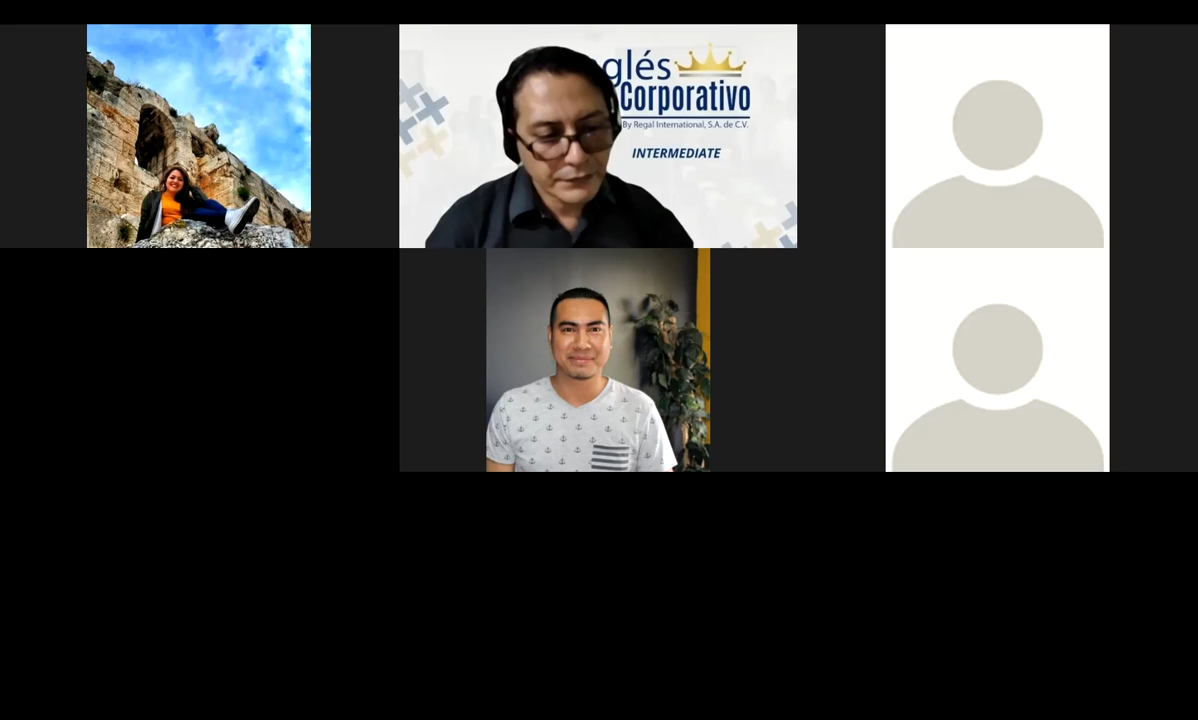 glés
Corporativo
By Regal International, S.A. de C.V.
INTERMEDIATE